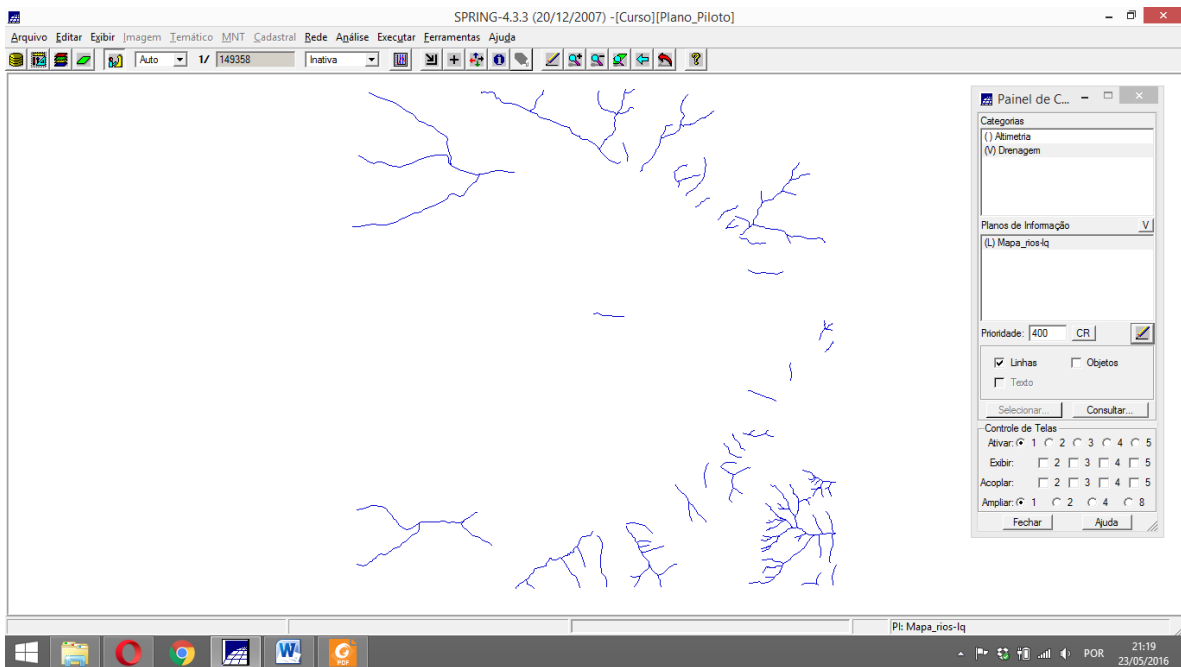 SPRING-4.3.3 (20/12/2007) -[Curso][Plano_Piloto]
Arquivo Editar Exibir Imagem Temático MNT Cadastral Rede Análise Executar Ferramentas Ajuda
Auto 1/ 149358 Inativa
Painel de C...
Categorias
( ) Altimetria
(V) Drenagem
Planos de Informação V
(L) Mapa_rios-lq
Prioridade: 400 CR
Linhas Objetos
Texto
Selecionar... Consultar...
Controle de Telas
Ativar: 1 2 3 4 5
Exibir: 2 3 4 5
Acoplar: 2 3 4 5
Ampliar: 1 2 4 8
Fechar Ajuda
PI: Mapa_rios-lq
W PDF POR 21:19
23/05/2016